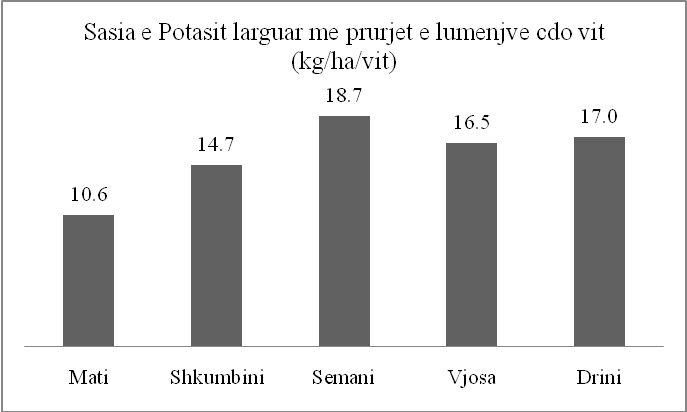 Sasia e Potasit larguar me prurjet e lumenjve cdo vit
(kg/ha/vit)
18.7
17.0
16.5
14.7
10.6
Mati Shkumbini Semani Vjosa Drini